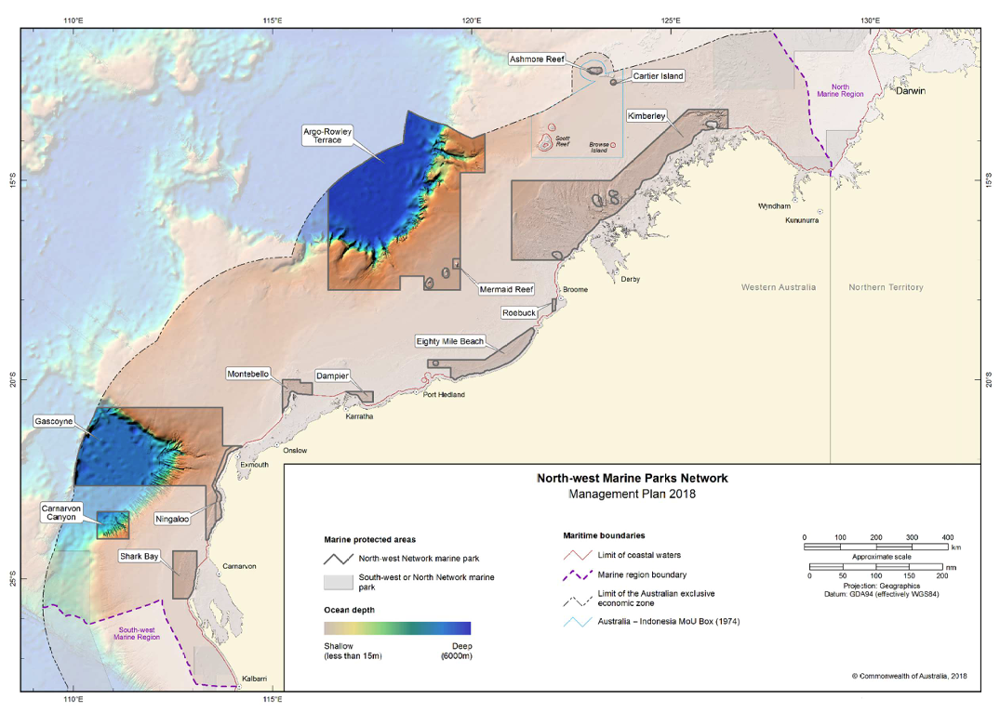 110°E
115°E
120°E
125°E
130°E
Ashmore Reef
Cartier Island
North
Marine Region
Darwin
Kimberley
Argo-Rowley
Terrace
Scott
Reef
Browse
Island
15°S
15°S
Wyndham
Kununurra
Derby
Mermaid Reef
Broome
Western Australia
Northern Territory
Roebuck
Eighty Mile Beach
Montebello
Dampier
20°S
20°S
Port Hedland
Karratha
Gascoyne
Onslow
Exmouth
Carnarvon
Canyon
Ningaloo
Shark Bay
Carnarvon
25°S
South-west
Marine Region
Kalbarri
110°E
115°E
North-west Marine Parks Network
Management Plan 2018
Marine protected areas
North-west Network marine park
South-west or North Network marine
park
Ocean depth
Shallow
(less than 15m)
Deep
(6000m)
Maritime boundaries
Limit of coastal waters
Marine region boundary
Limit of the Australian exclusive
economic zone
Australia – Indonesia MoU Box (1974)
0 100 200 300 400
km
Approximate scale
nm
0 50 100 150 200
Projection: Geographics
Datum: GDA94 (effectively WGS84)
© Commonwealth of Australia, 2018